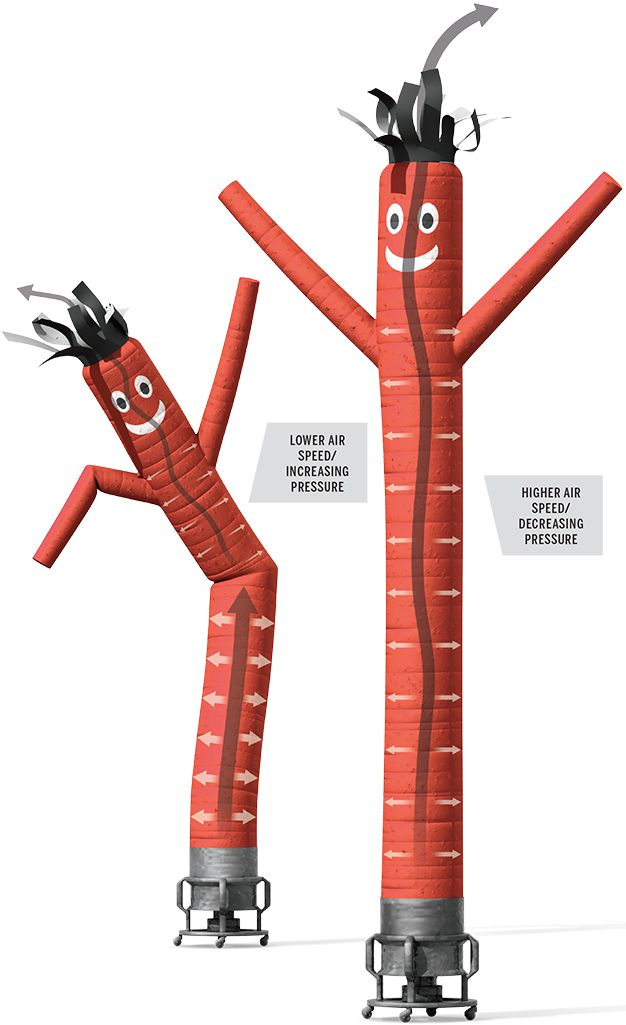 LOWER AIR
SPEED/
INCREASING
PRESSURE
HIGHER AIR
SPEED/
DECREASING
PRESSURE